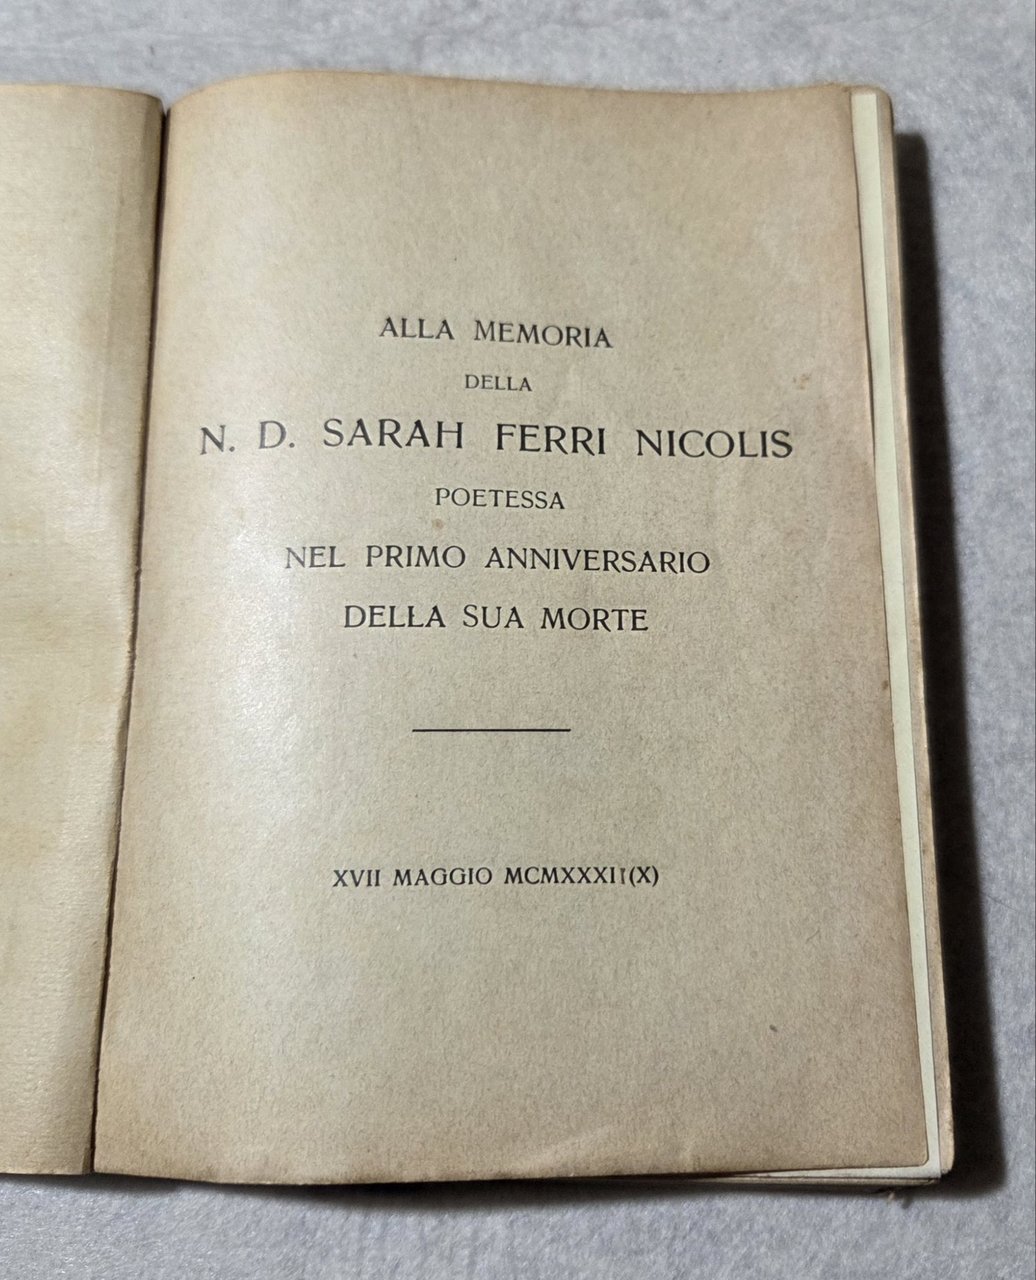 ALLA MEMORIA
DELLA
N. D. SARAH FERRI NICOLIS
POETESSA
NEL PRIMO ANNIVERSARIO
DELLA SUA MORTE
XVII MAGGIO MCMXXXII(X)